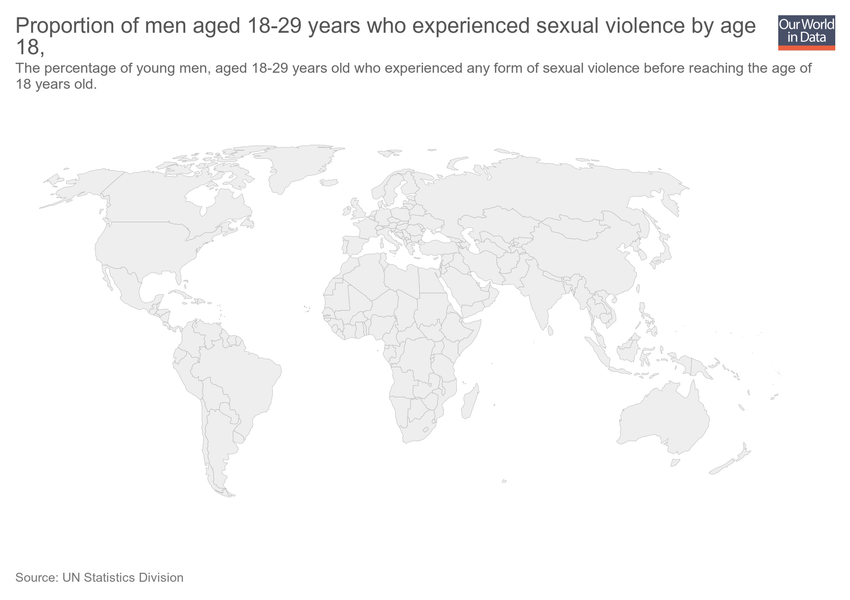 Proportion of men aged 18-29 years who experienced sexual violence by age
18,
Our World
in Data
The percentage of young men, aged 18-29 years old who experienced any form of sexual violence before reaching the age of
18 years old.
Source: UN Statistics Division